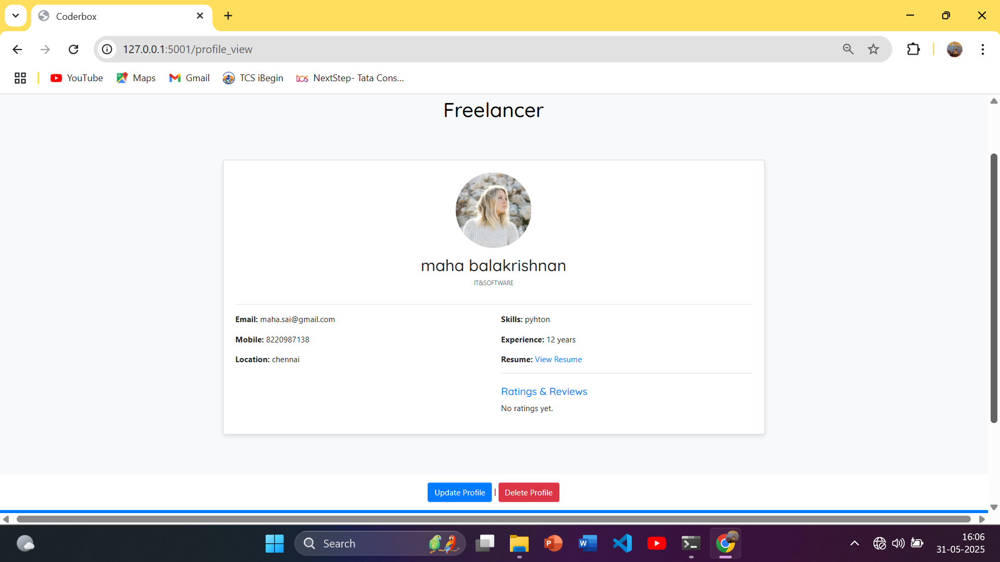 Coderbox
127.0.0.1:5001/profile_view
YouTube Maps Gmail TCS iBegin tcs NextStep- Tata Cons...
Freelancer
maha balakrishnan
IT&SOFTWARE
Email: maha.sai@gmail.com
Mobile: 8220987138
Location: chennai
Skills: pyhton
Experience: 12 years
Resume: View Resume
Ratings & Reviews
No ratings yet.
Update Profile | Delete Profile
Search
16:06
31-05-2025